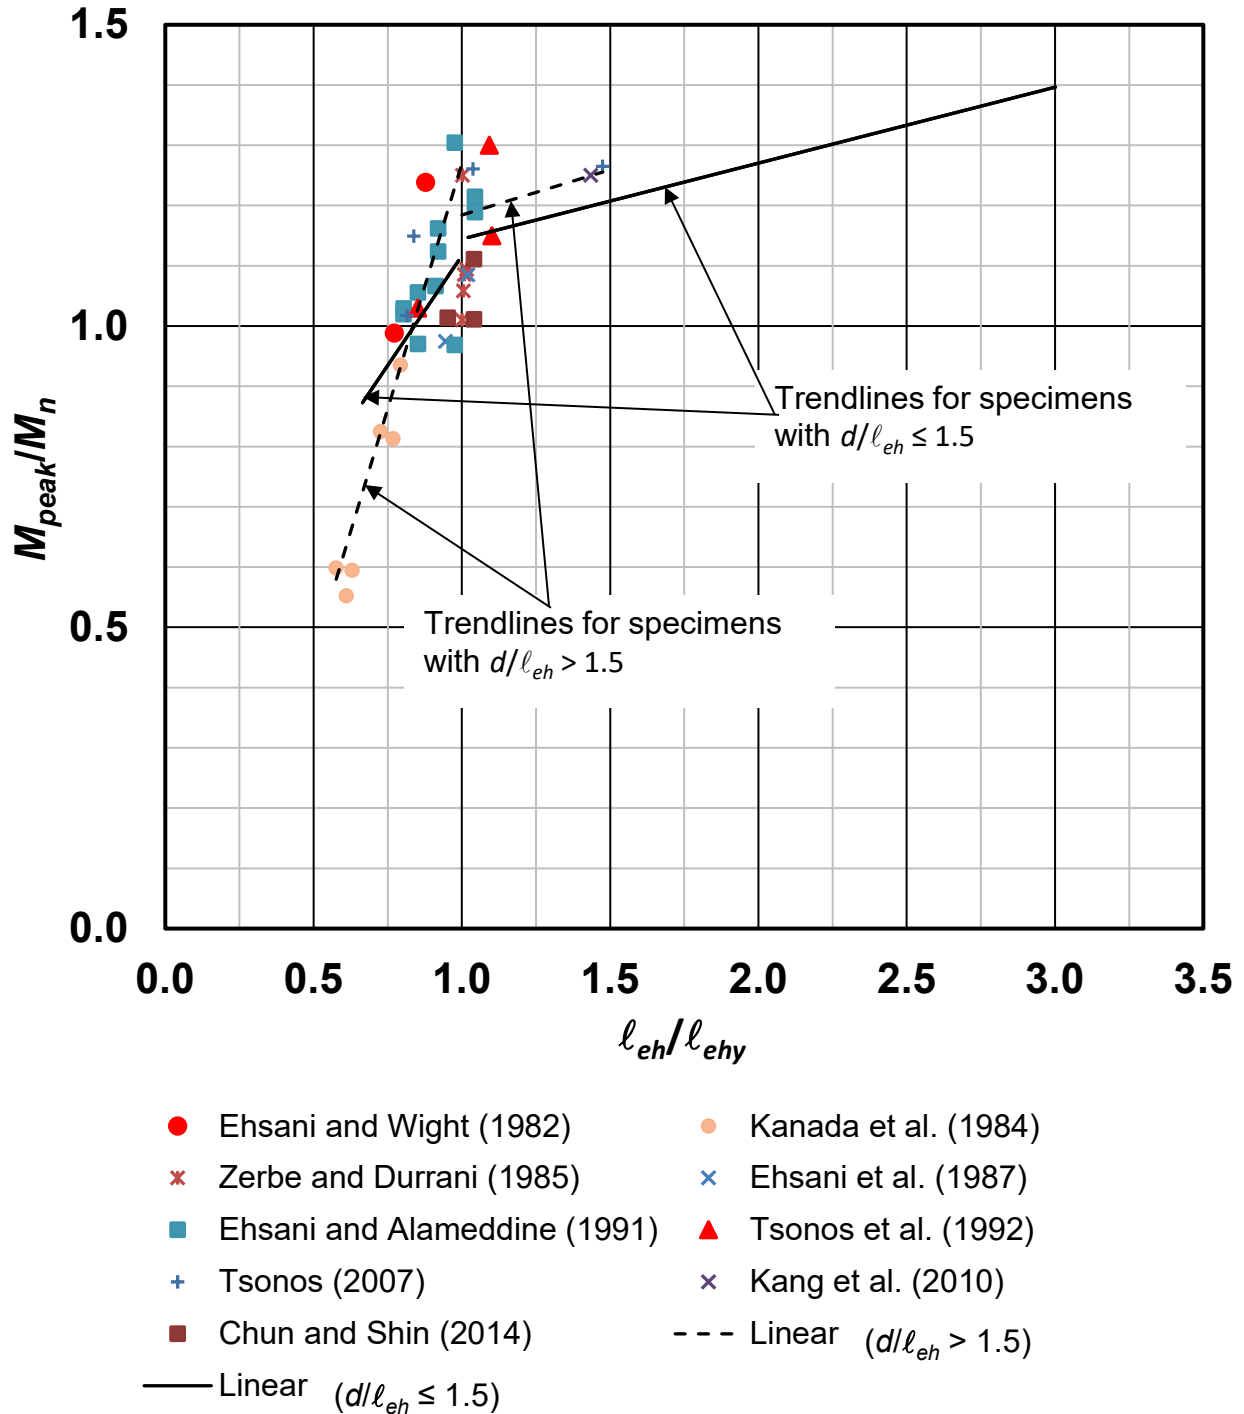 1.5
1.0
0.5
0.0
M_peak/M_n
Trendlines for specimens
with d/ℓ_eh ≤ 1.5
Trendlines for specimens
with d/ℓ_eh > 1.5
0.0 0.5 1.0 1.5 2.0 2.5 3.0 3.5
ℓ_eh/ℓ_ehy
Ehsani and Wight (1982) Kanada et al. (1984)
Zerbe and Durrani (1985) Ehsani et al. (1987)
Ehsani and Alameddine (1991) Tsonos et al. (1992)
Tsonos (2007) Kang et al. (2010)
Chun and Shin (2014) Linear (d/ℓ_eh > 1.5)
Linear (d/ℓ_eh ≤ 1.5)